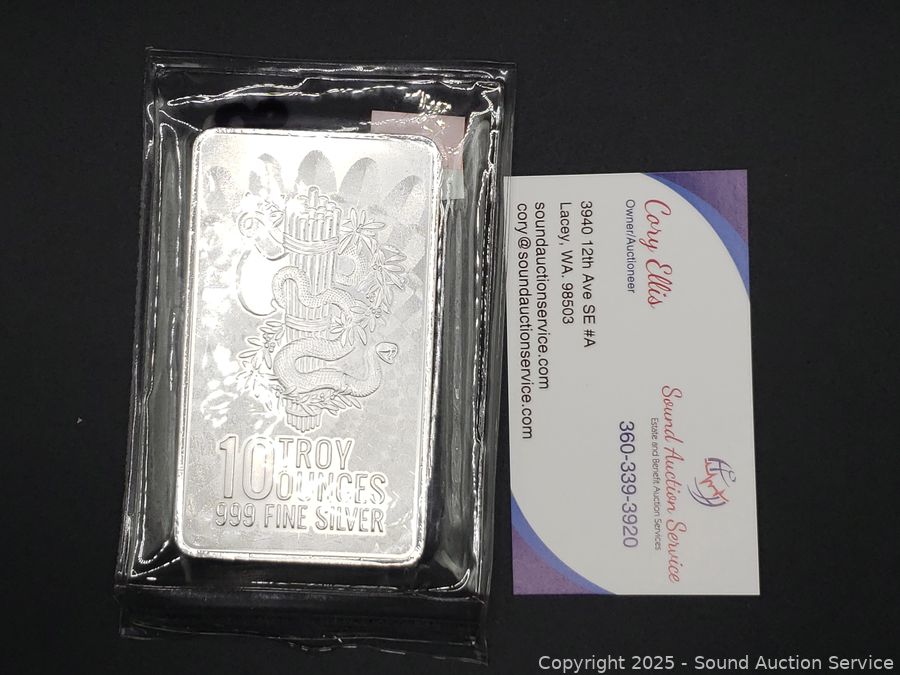 10 TROY
OUNCES
999 FINE SILVER
Cory Ellis
Owner/Auctioneer
3940 12th Ave SE #A
Lacey, WA. 98503
soundauctionservice.com
cory@soundauctionservice.com
Sound Auction Service
Estate and Benefit Auction Services
360-339-3920
Copyright 2025 - Sound Auction Service